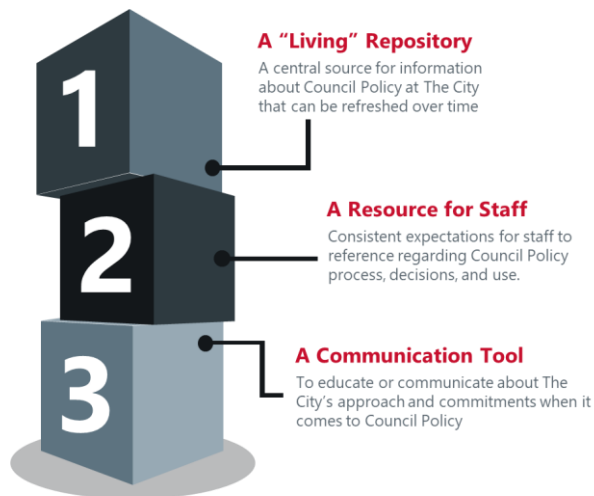 1
A “Living” Repository
A central source for information
about Council Policy at The City
that can be refreshed over time
2
A Resource for Staff
Consistent expectations for staff to
reference regarding Council Policy
process, decisions, and use.
3
A Communication Tool
To educate or communicate about The
City’s approach and commitments when it
comes to Council Policy